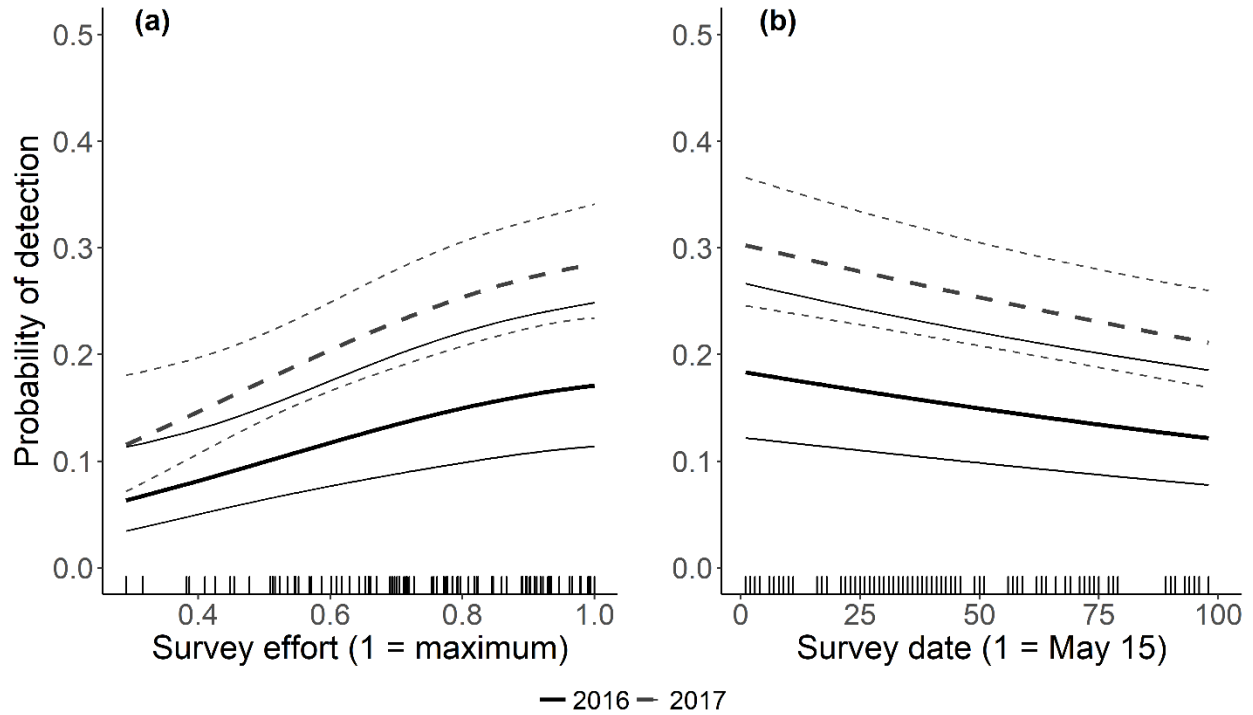 (a)
(b)
Probability of detection
0.5
0.4
0.3
0.2
0.1
0.0
0.4 0.6 0.8 1.0
Survey effort (1 = maximum)
0.5
0.4
0.3
0.2
0.1
0.0
0 25 50 75 100
Survey date (1 = May 15)
2016 2017